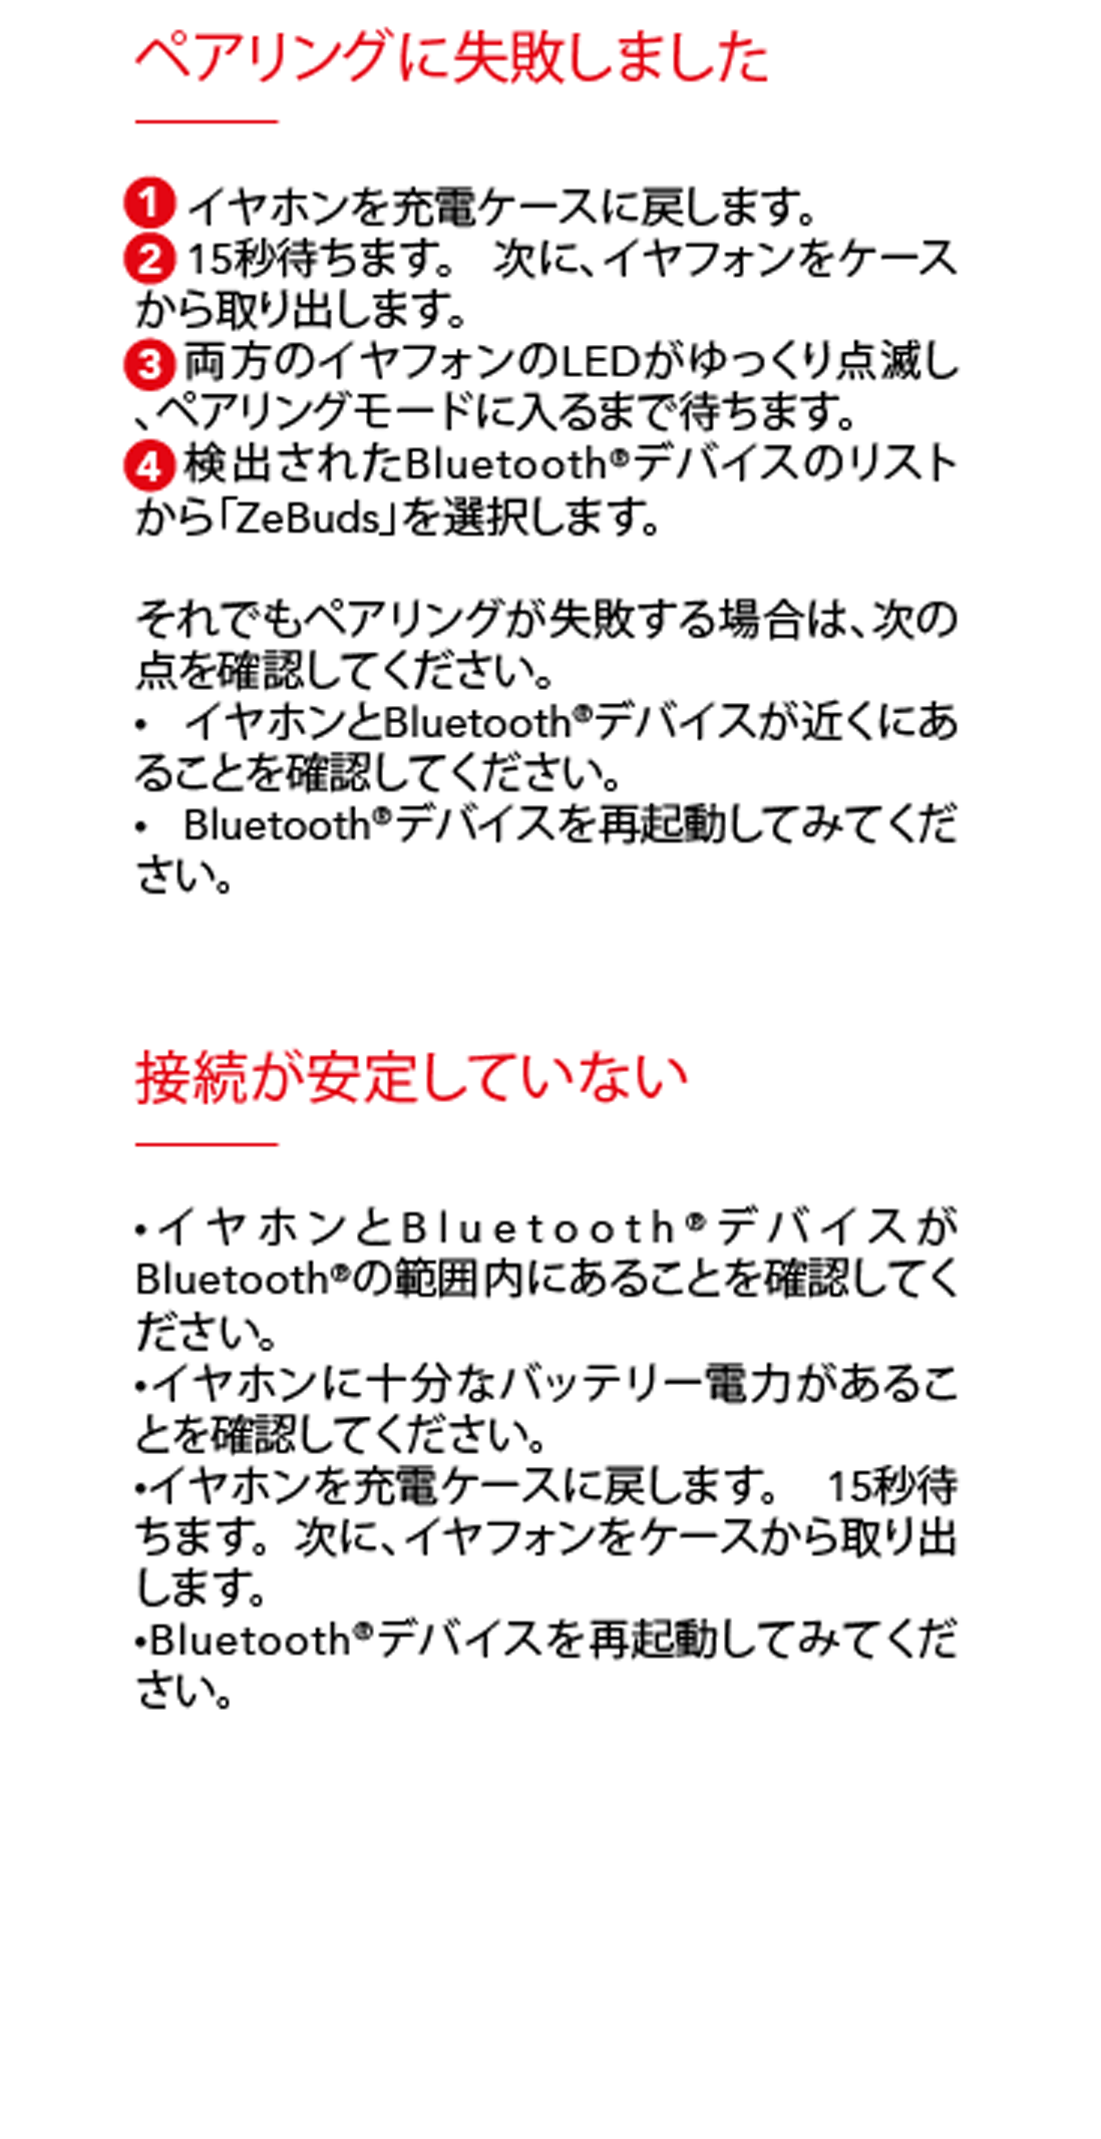 ペアリングに失敗しました
1 イヤホンを充電ケースに戻します。
2 15秒待ちます。 次に、イヤフォンをケース
から取り出します。
3 両方のイヤフォンのLEDがゆっくり点滅し
、ペアリングモードに入るまで待ちます。
4 検出されたBluetooth®デバイスのリスト
から「ZeBuds」を選択します。
それでもペアリングが失敗する場合は、次の
点を確認してください。
• イヤホンとBluetooth®デバイスが近くにあ
ることを確認してください。
• Bluetooth®デバイスを再起動してみてくだ
さい。
接続が安定していない
•イヤホンとBluetooth®デバイスが
Bluetooth®の範囲内にあることを確認してく
ださい。
•イヤホンに十分なバッテリー電力があるこ
とを確認してください。
•イヤホンを充電ケースに戻します。 15秒待
ちます。次に、イヤフォンをケースから取り出
します。
•Bluetooth®デバイスを再起動してみてくだ
さい。